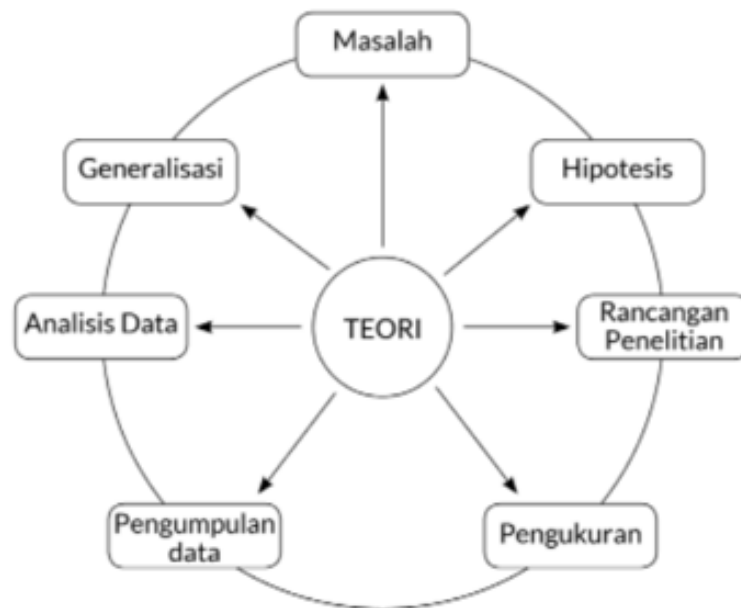 Masalah
Generalisasi
Hipotesis
Analisis Data
TEORI
Rancangan
Penelitian
Pengumpulan
data
Pengukuran